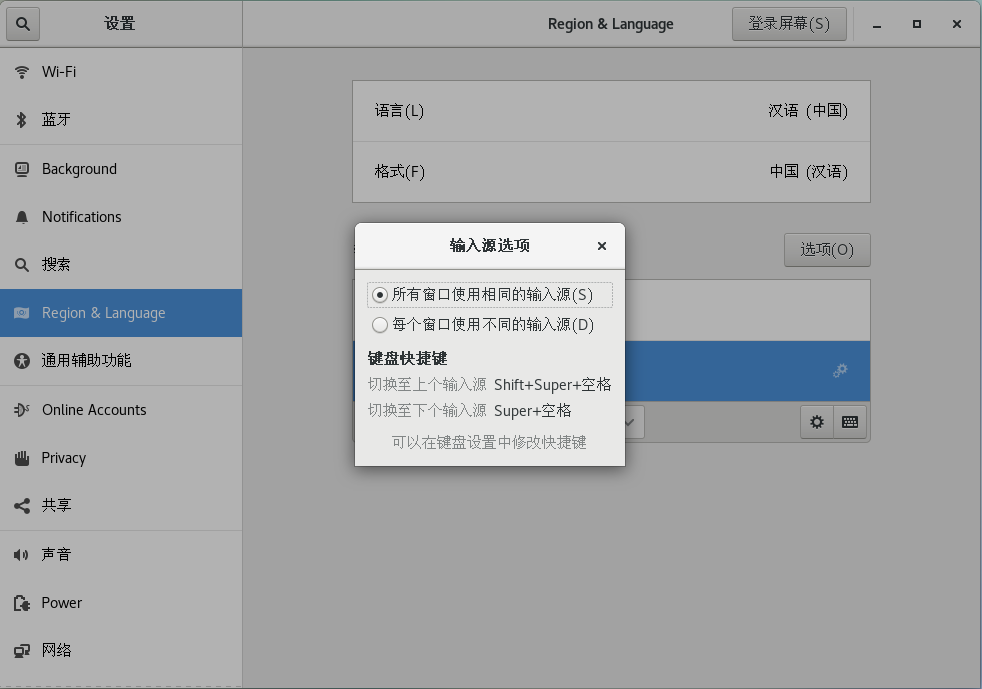 设置
Region & Language
登录屏幕(S)
Wi-Fi
蓝牙
Background
Notifications
搜索
Region & Language
通用辅助功能
Online Accounts
Privacy
共享
声音
Power
网络
语言(L)
汉语 (中国)
格式(F)
中国 (汉语)
选项(O)
输入源选项
所有窗口使用相同的输入源(S)
每个窗口使用不同的输入源(D)
键盘快捷键
切换至上个输入源 Shift+Super+空格
切换至下个输入源 Super+空格
可以在键盘设置中修改快捷键